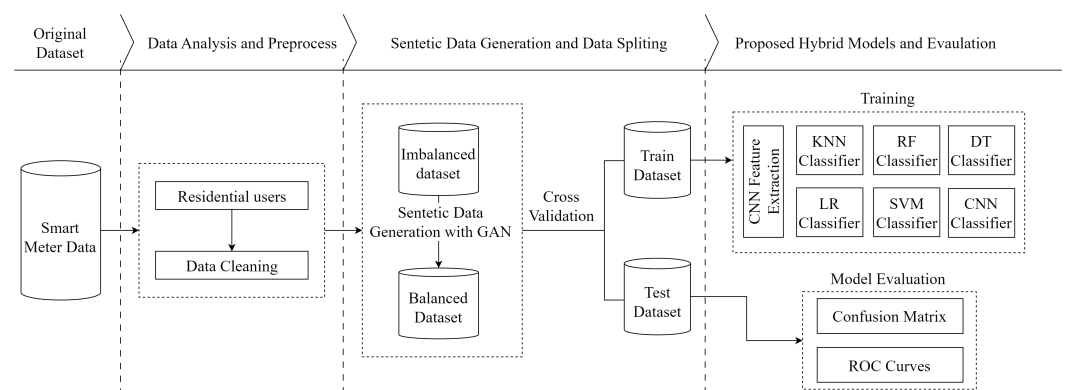 Original
Dataset
Data Analysis and Preprocess
Sentetic Data Generation and Data Spliting
Proposed Hybrid Models and Evaulation
Smart
Meter Data
Residential users
Data Cleaning
Imbalanced
dataset
Sentetic Data
Generation with GAN
Balanced
Dataset
Cross
Validation
Train
Dataset
Test
Dataset
Training
CNN Feature
Extraction
KNN
Classifier
RF
Classifier
DT
Classifier
LR
Classifier
SVM
Classifier
CNN
Classifier
Model Evaluation
Confusion Matrix
ROC Curves